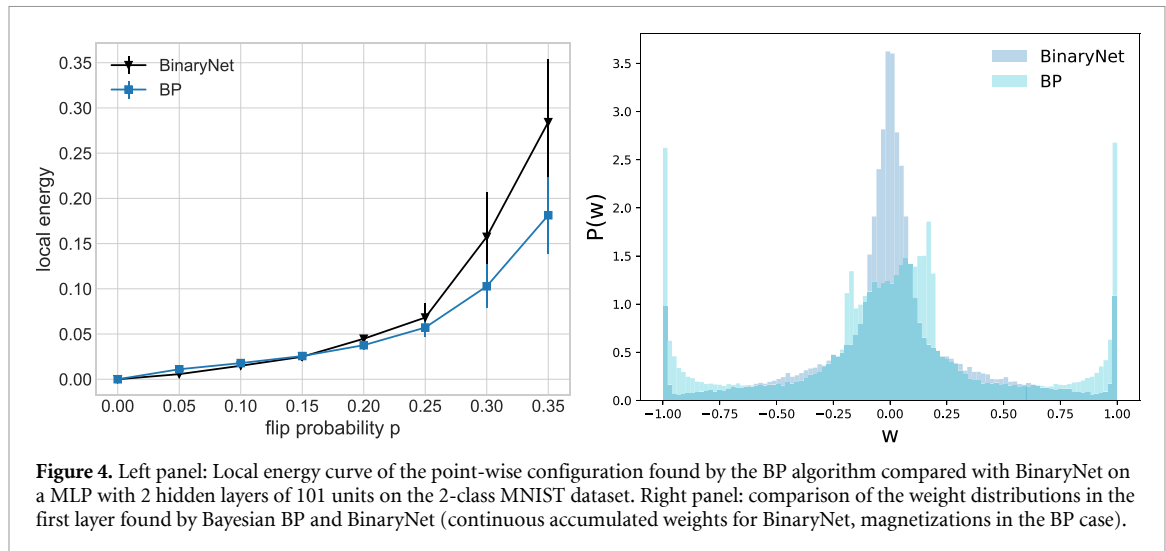 0.35
0.30
0.25
0.20
0.15
0.10
0.05
0.00
local energy
BinaryNet
BP
0.00 0.05 0.10 0.15 0.20 0.25 0.30 0.35
flip probability p
3.5
3.0
2.5
2.0
1.5
1.0
0.5
0.0
P(w)
BinaryNet
BP
−1.00 −0.75 −0.50 −0.25 0.00 0.25 0.50 0.75 1.00
w
Figure 4. Left panel: Local energy curve of the point-wise configuration found by the BP algorithm compared with BinaryNet on
a MLP with 2 hidden layers of 101 units on the 2-class MNIST dataset. Right panel: comparison of the weight distributions in the
first layer found by Bayesian BP and BinaryNet (continuous accumulated weights for BinaryNet, magnetizations in the BP case).